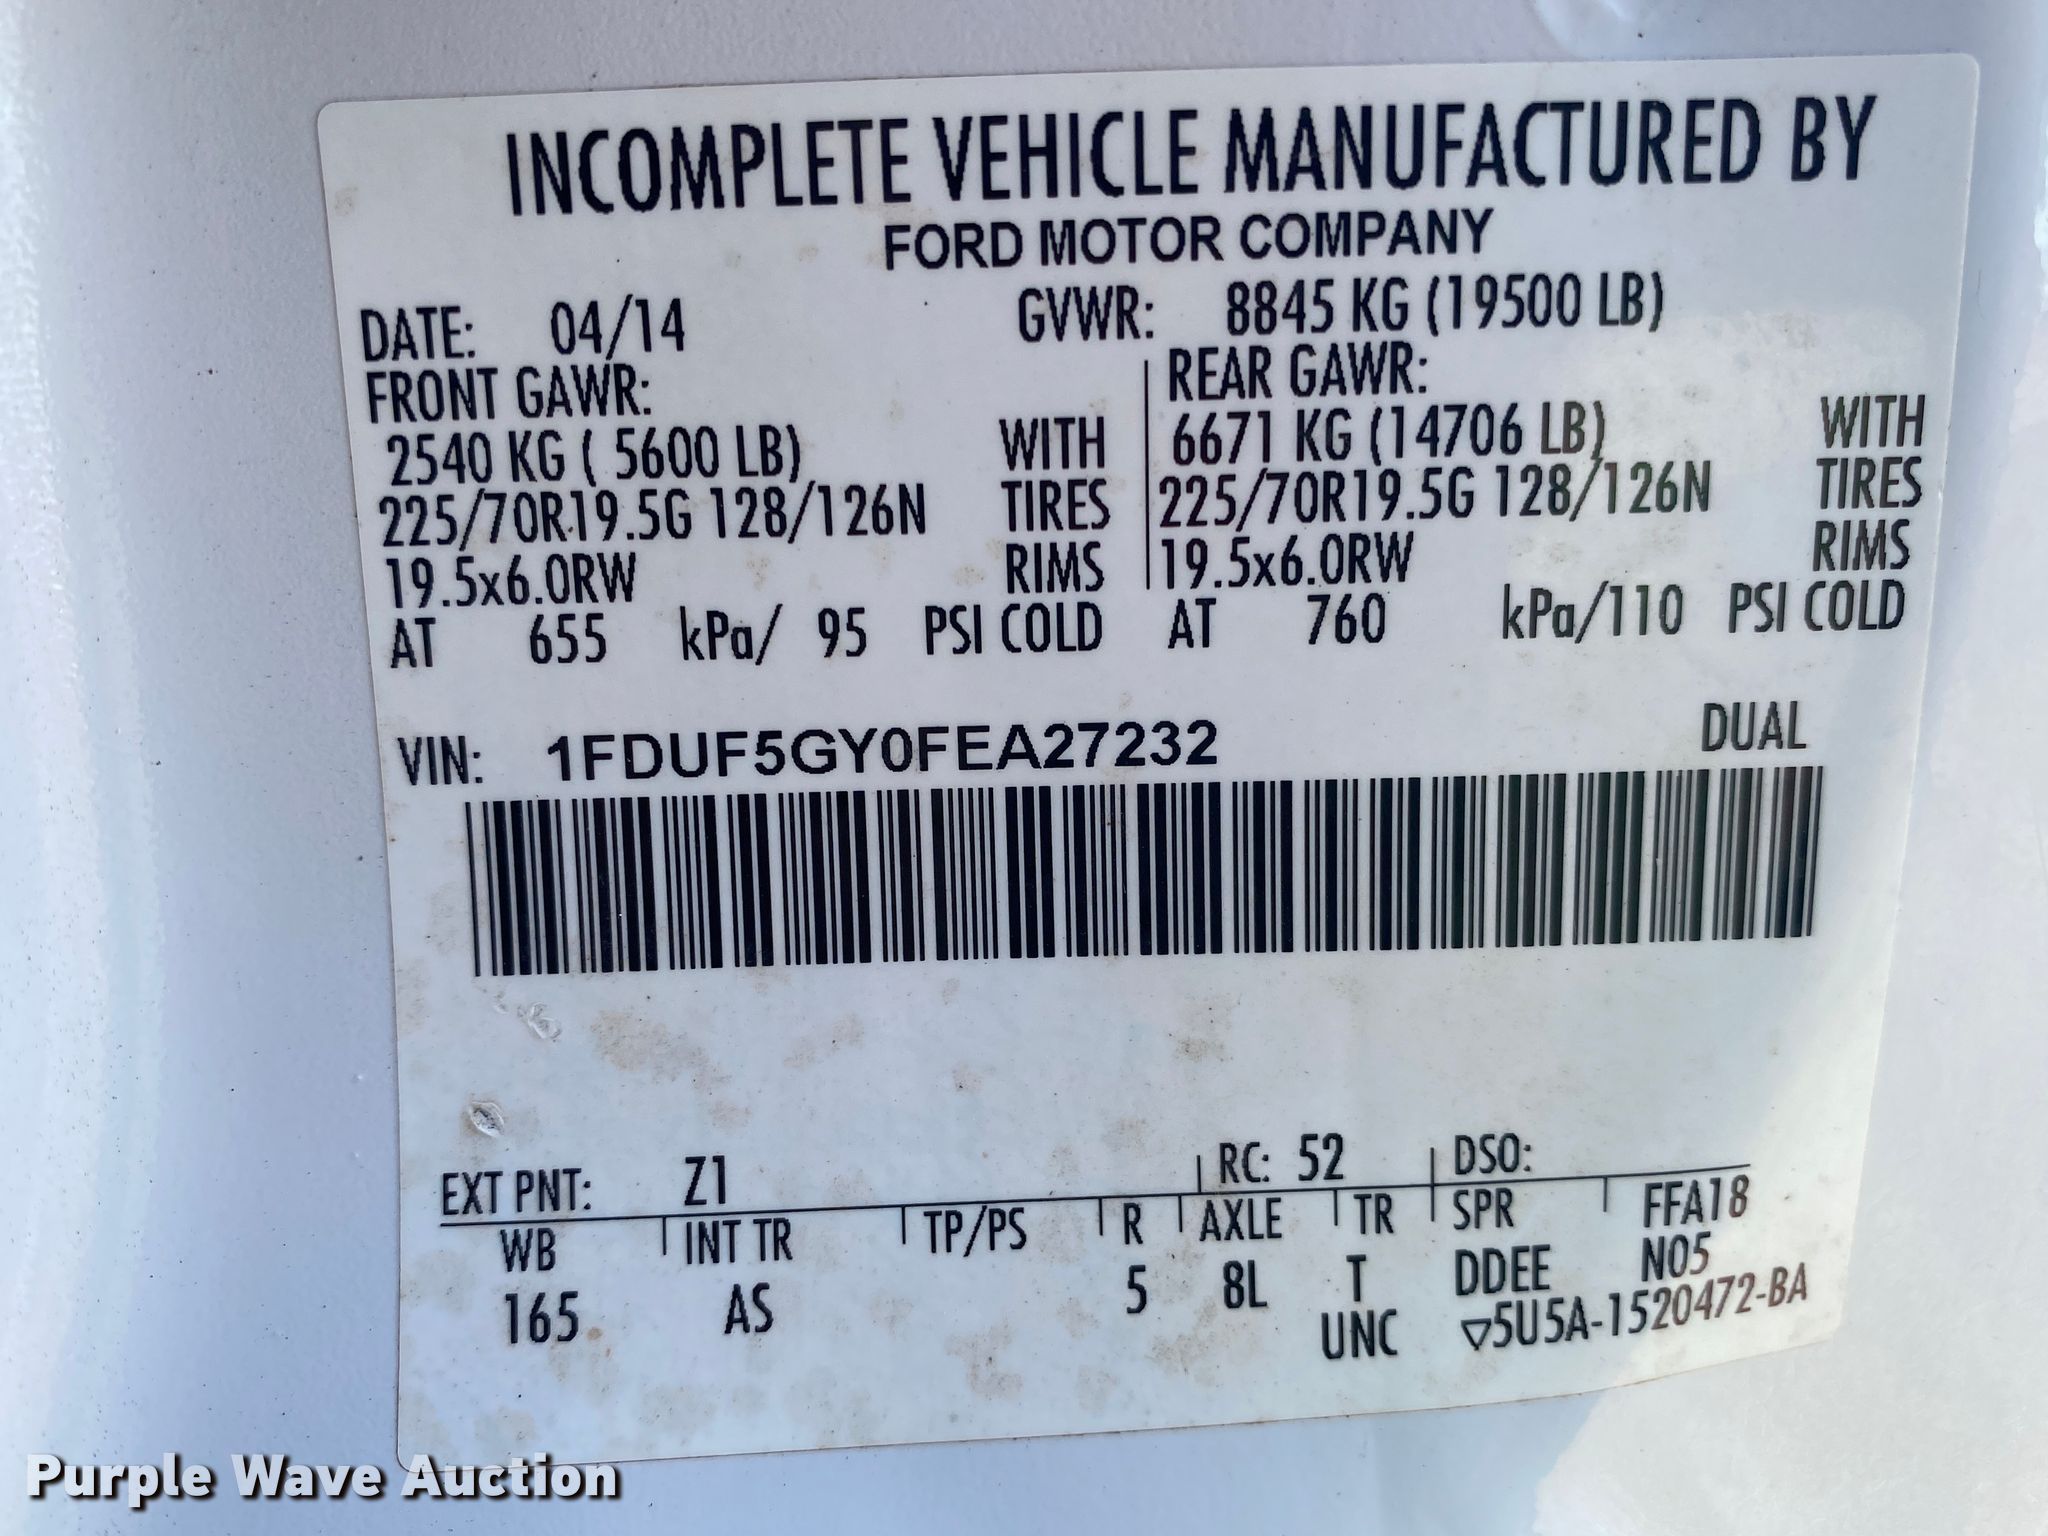 INCOMPLETE VEHICLE MANUFACTURED BY
FORD MOTOR COMPANY
DATE: 04/14 GVWR: 8845 KG (19500 LB)
FRONT GAWR: REAR GAWR:
2540 KG ( 5600 LB) WITH 6671 KG (14706 LB) WITH
225/70R19.5G 128/126N TIRES 225/70R19.5G 128/126N TIRES
19.5x6.0RW RIMS 19.5x6.0RW RIMS
AT 655 kPa/ 95 PSI COLD AT 760 kPa/110 PSI COLD
VIN: 1FDUF5GY0FEA27232 DUAL
EXT PNT: Z1 RC: 52 DSO:
WB INT TR TP/PS R AXLE TR SPR FFA18
165 AS 5 8L T DDEE N05
UNC ▽5U5A-1520472-BA
Purple Wave Auction